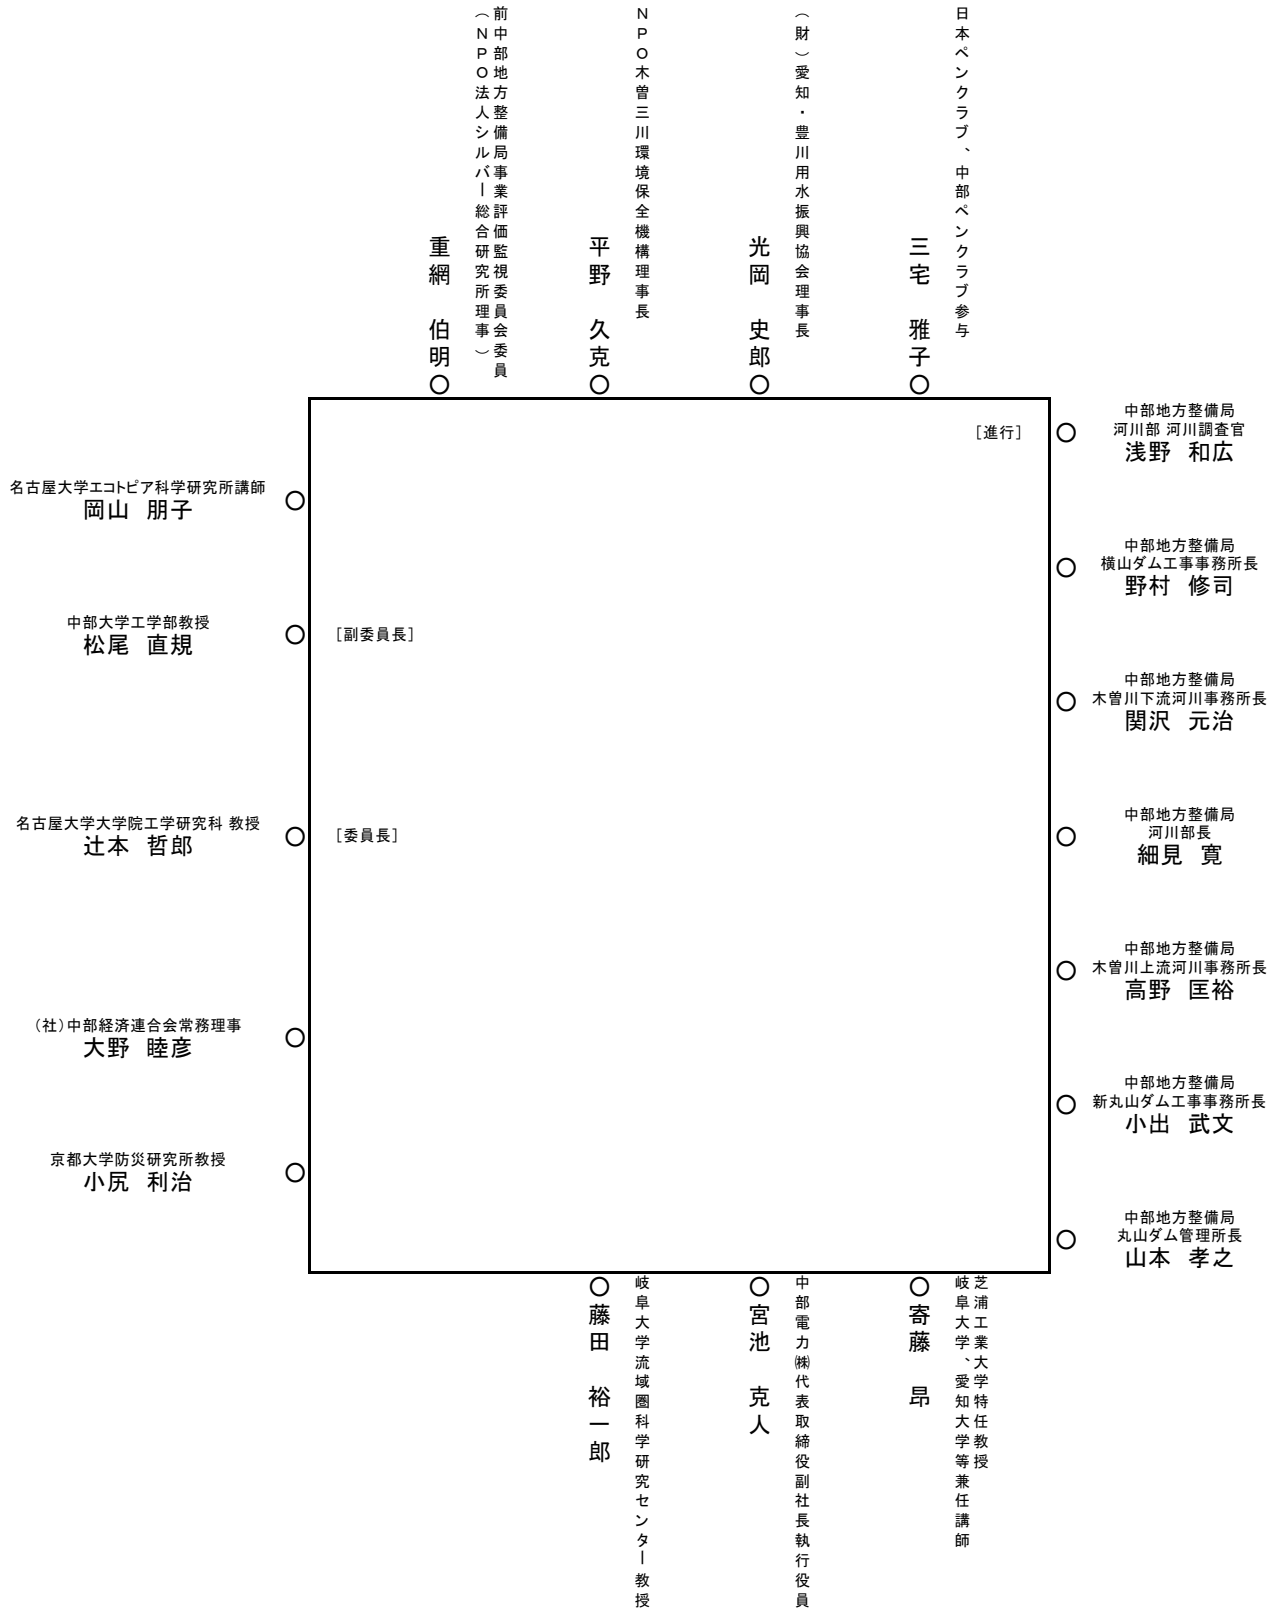 日本ペンクラブ、中部ペンクラブ参与
三宅 雅子
（財）愛知・豊川用水振興協会理事長
光岡 史郎
NPO木曽三川環境保全機構理事長
平野 久克
前中部地方整備局事業評価監視委員会委員
（NPO法人シルバー総合研究所理事）
重網 伯明
名古屋大学エコトピア科学研究所講師
岡山 朋子
中部大学工学部教授
松尾 直規
[副委員長]
名古屋大学大学院工学研究科 教授
辻本 哲郎
[委員長]
（社）中部経済連合会常務理事
大野 睦彦
京都大学防災研究所教授
小尻 利治
[進行]
中部地方整備局
河川部 河川調査官
浅野 和広
中部地方整備局
横山ダム工事事務所長
野村 修司
中部地方整備局
木曽川下流河川事務所長
関沢 元治
中部地方整備局
河川部長
細見 寛
中部地方整備局
木曽川上流河川事務所長
高野 匡裕
中部地方整備局
新丸山ダム工事事務所長
小出 武文
中部地方整備局
丸山ダム管理所長
山本 孝之
芝浦工業大学特任教授
岐阜大学、愛知大学等兼任講師
寄藤 昂
中部電力㈱代表取締役副社長執行役員
宮池 克人
岐阜大学流域圏科学研究センター教授
藤田 裕一郎